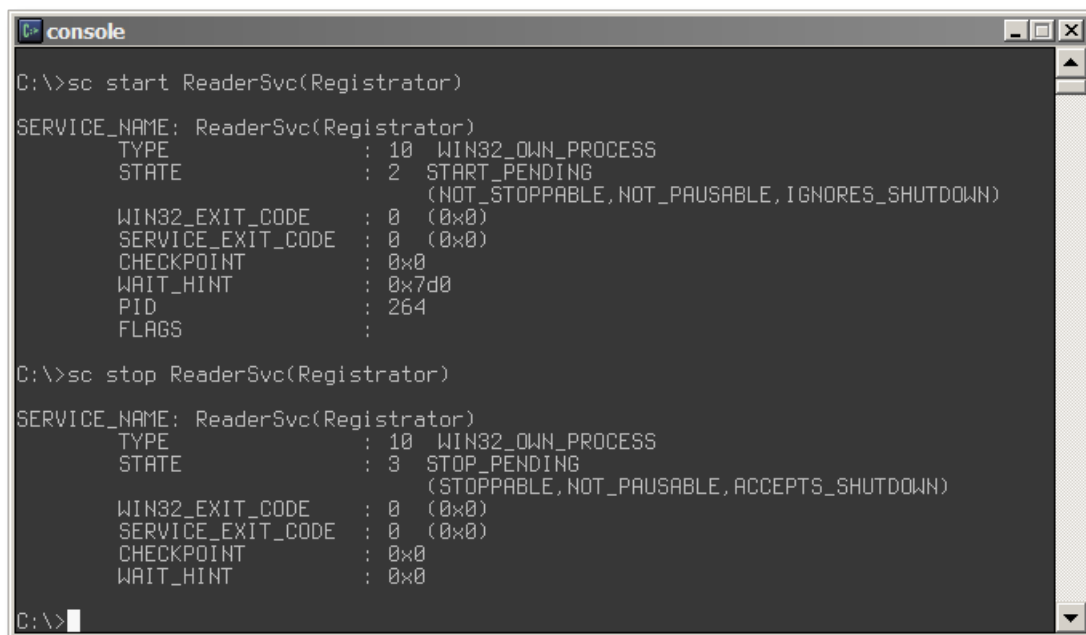 console
C:\>sc start ReaderSvc(Registrator)
SERVICE_NAME: ReaderSvc(Registrator)
TYPE : 10 WIN32_OWN_PROCESS
STATE : 2 START_PENDING
(NOT_STOPPABLE,NOT_PAUSABLE,IGNORES_SHUTDOWN)
WIN32_EXIT_CODE : 0 (0x0)
SERVICE_EXIT_CODE : 0 (0x0)
CHECKPOINT : 0x0
WAIT_HINT : 0x7d0
PID : 264
FLAGS :
C:\>sc stop ReaderSvc(Registrator)
SERVICE_NAME: ReaderSvc(Registrator)
TYPE : 10 WIN32_OWN_PROCESS
STATE : 3 STOP_PENDING
(STOPPABLE,NOT_PAUSABLE,ACCEPTS_SHUTDOWN)
WIN32_EXIT_CODE : 0 (0x0)
SERVICE_EXIT_CODE : 0 (0x0)
CHECKPOINT : 0x0
WAIT_HINT : 0x0
C:\>